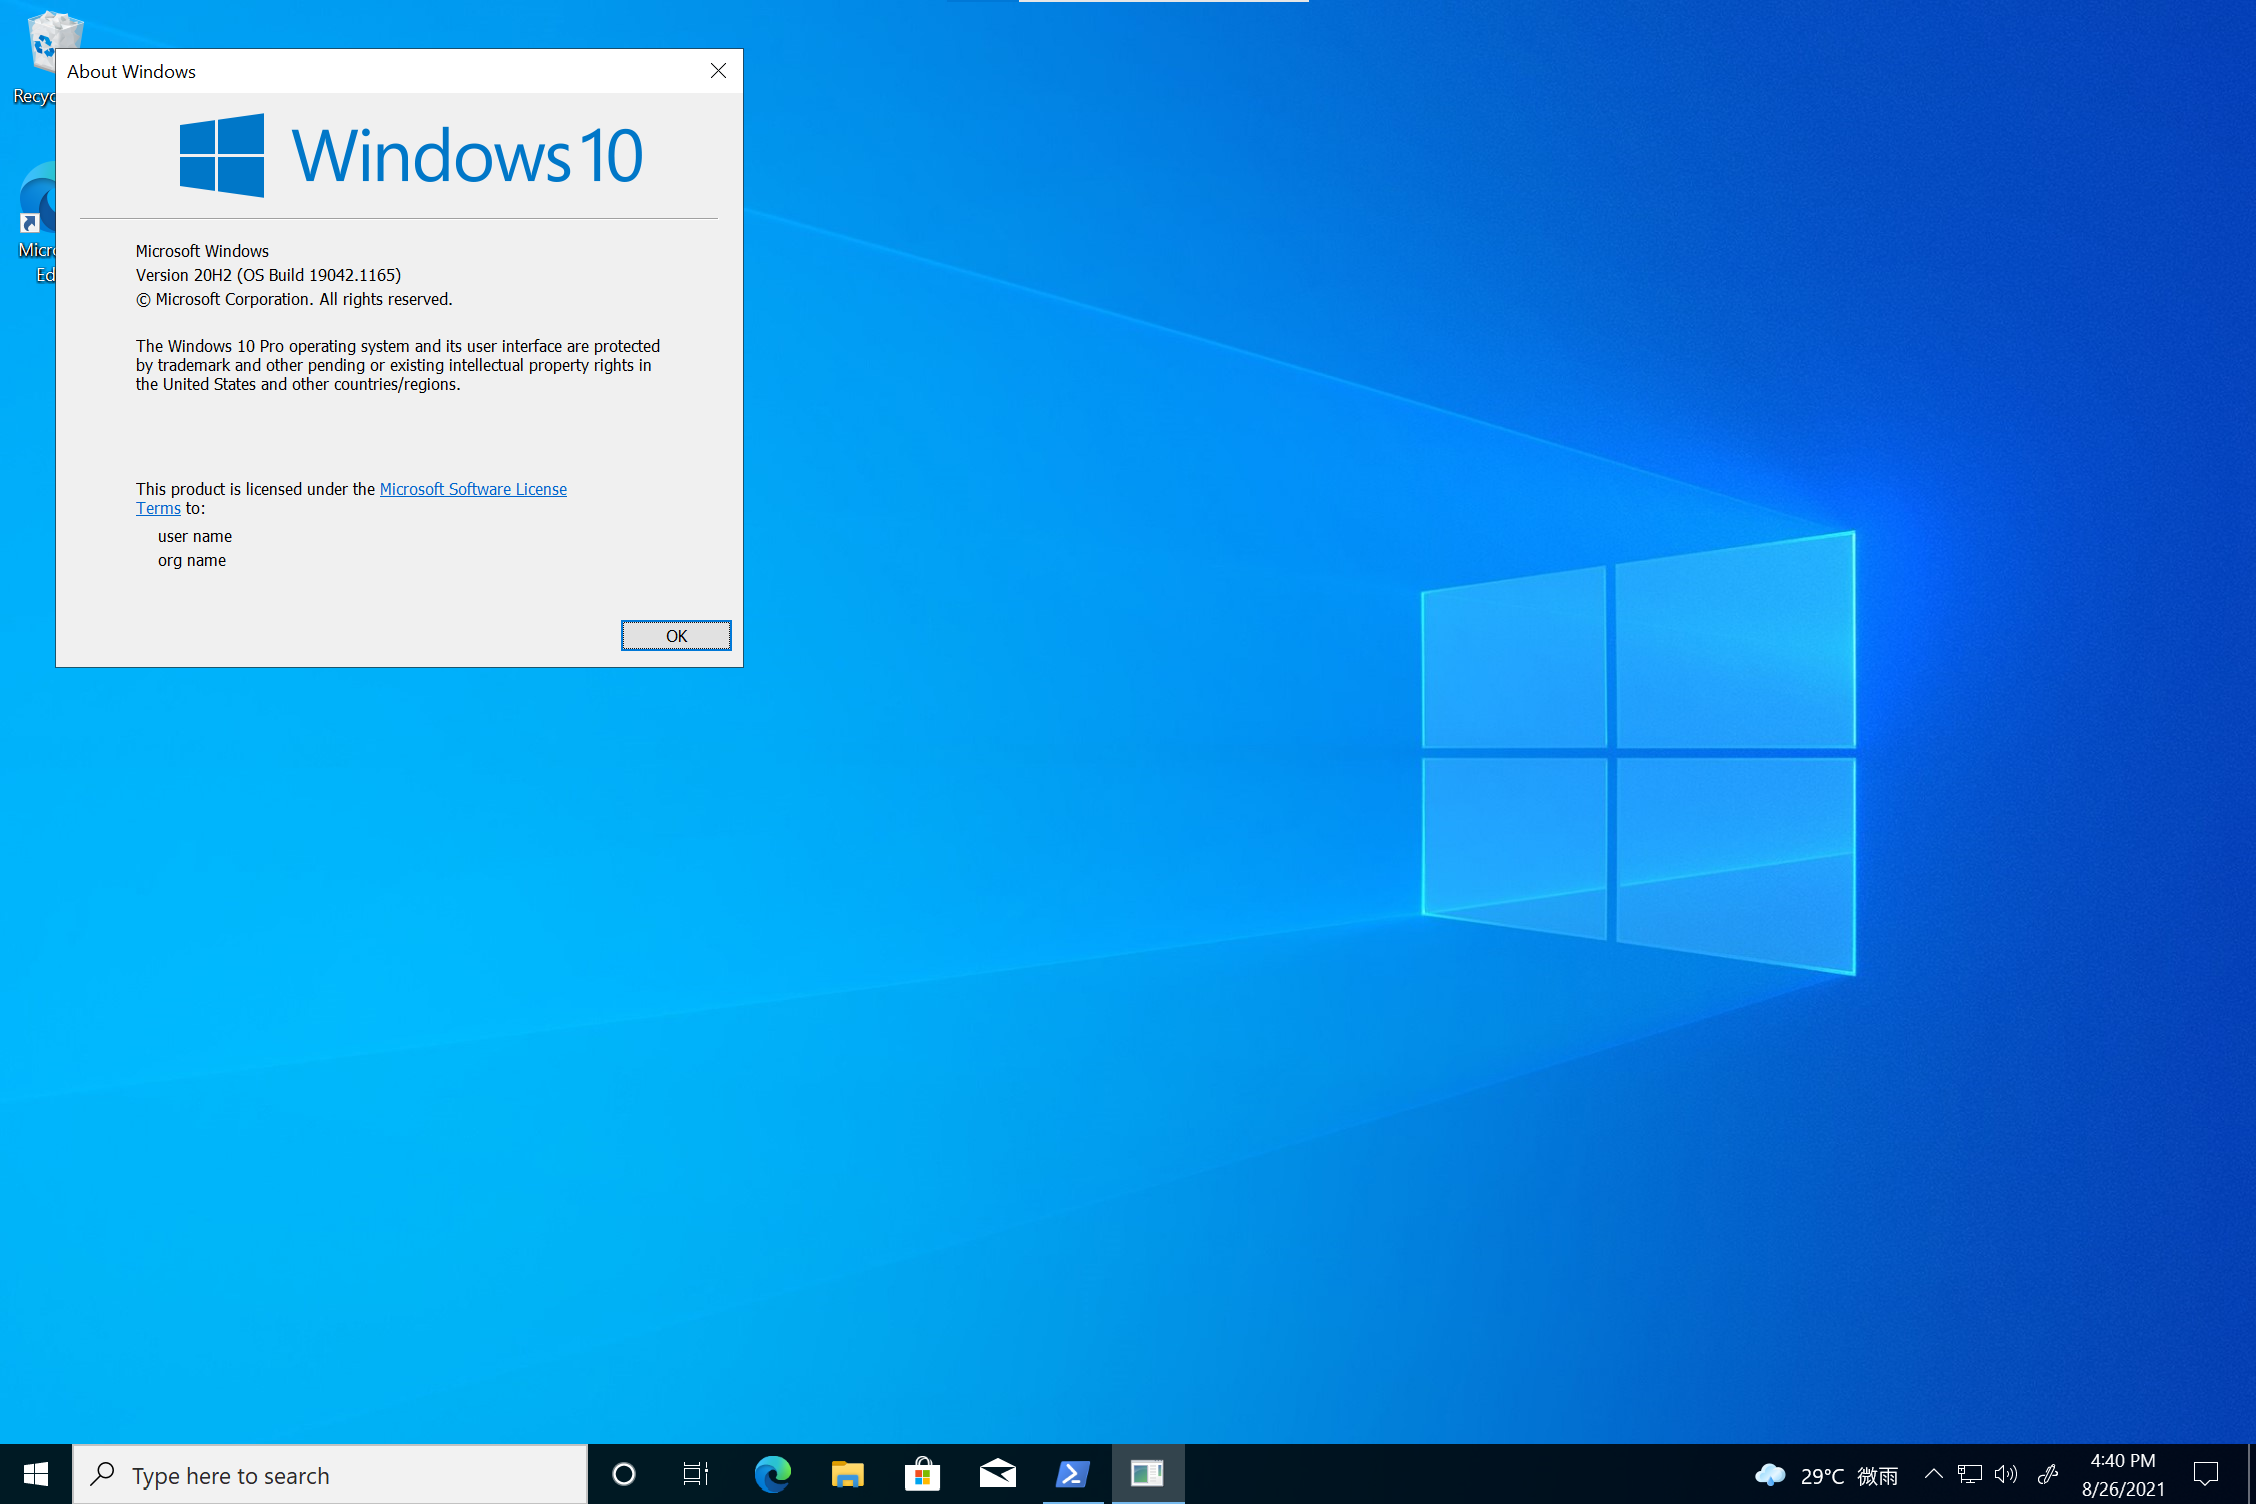 Recyc
Micro
Ed
About Windows
Windows 10
Microsoft Windows
Version 20H2 (OS Build 19042.1165)
© Microsoft Corporation. All rights reserved.
The Windows 10 Pro operating system and its user interface are protected
by trademark and other pending or existing intellectual property rights in
the United States and other countries/regions.
This product is licensed under the Microsoft Software License
Terms to:
user name
org name
OK
Type here to search
29°C 微雨
4:40 PM
8/26/2021